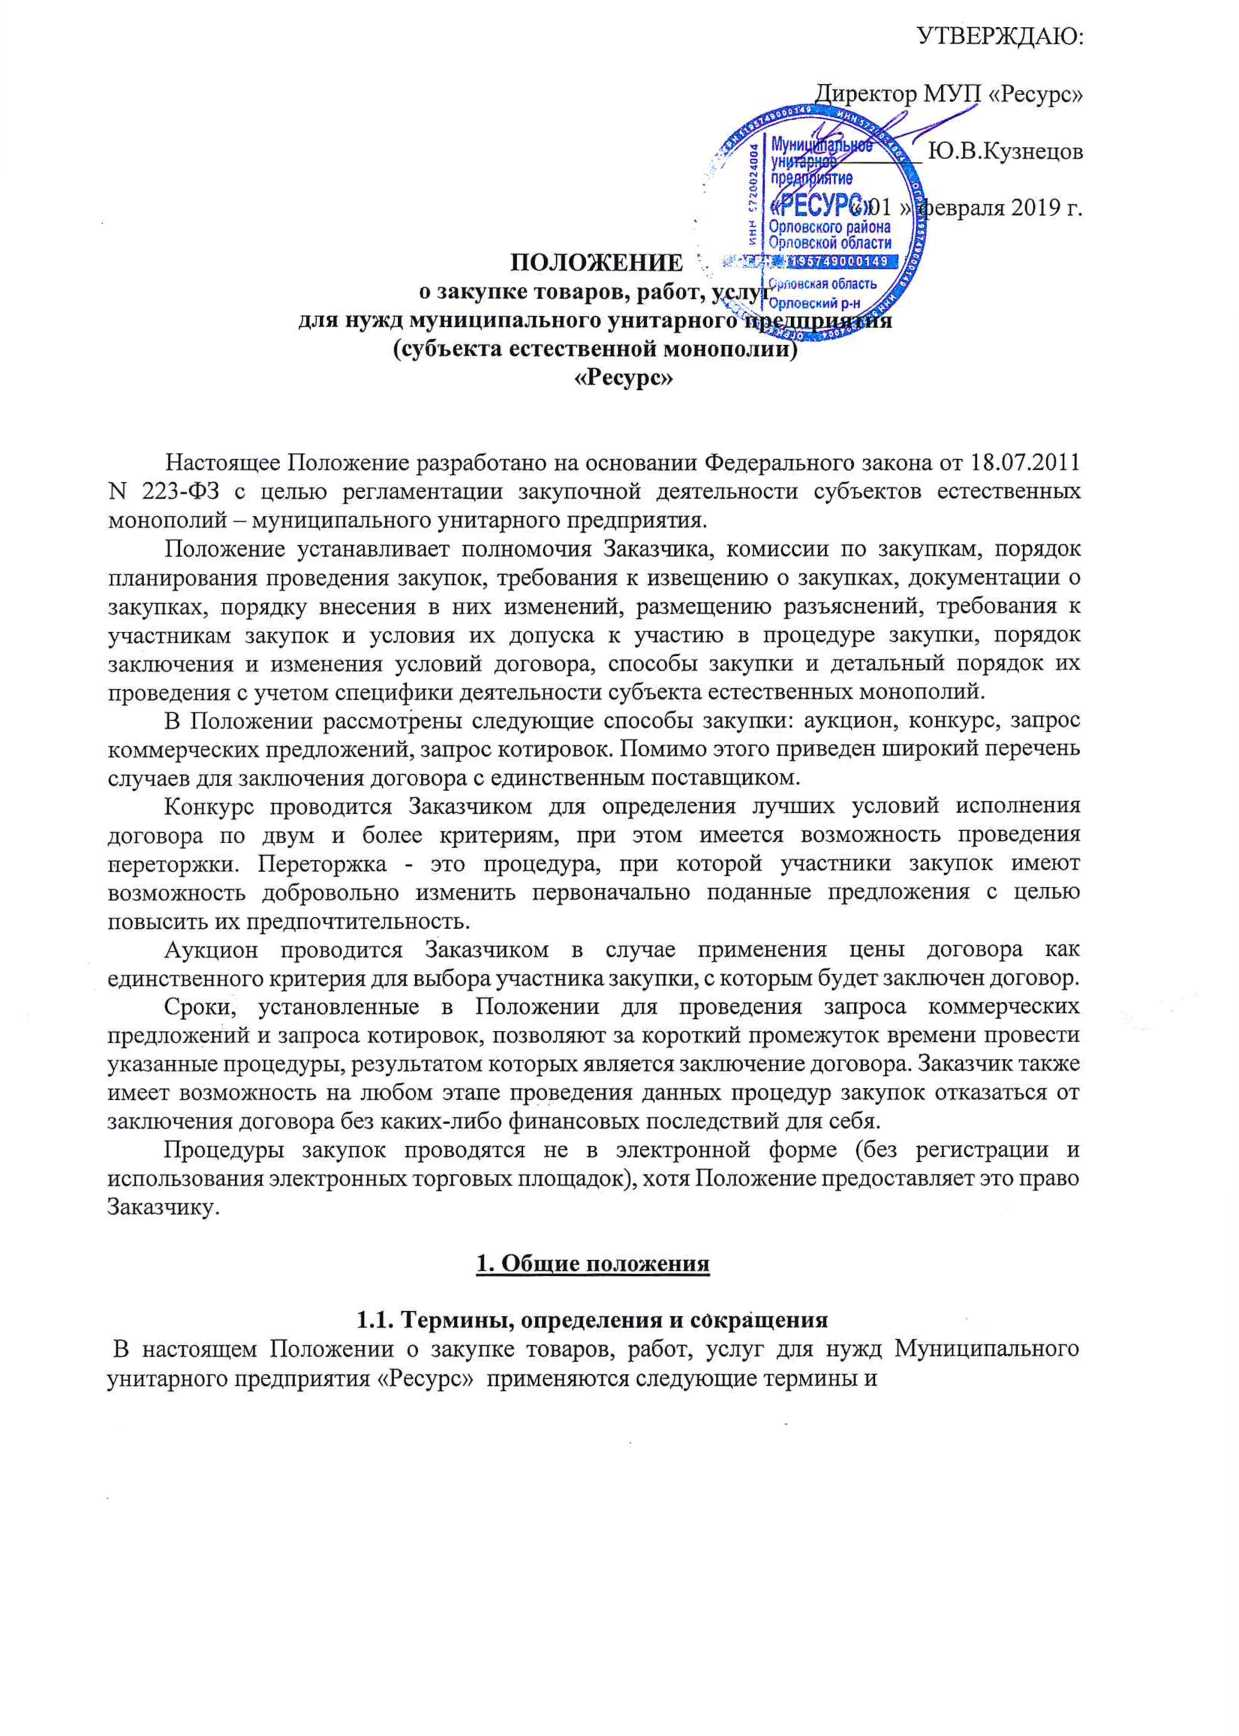 УТВЕРЖДАЮ:
Директор МУП «Ресурс»
Ю.В.Кузнецов
« 01 » февраля 2019 г.
Муниципальное
унитарное
предприятие
«РЕСУРС»
Орловского района
Орловской области
195749000149
Орловская область
Орловский р-н
ИНН 5720024004
ПОЛОЖЕНИЕ
о закупке товаров, работ, услуг
для нужд муниципального унитарного предприятия
(субъекта естественной монополии)
«Ресурс»
Настоящее Положение разработано на основании Федерального закона от 18.07.2011
N 223-ФЗ с целью регламентации закупочной деятельности субъектов естественных
монополий – муниципального унитарного предприятия.
Положение устанавливает полномочия Заказчика, комиссии по закупкам, порядок
планирования проведения закупок, требования к извещению о закупках, документации о
закупках, порядку внесения в них изменений, размещению разъяснений, требования к
участникам закупок и условия их допуска к участию в процедуре закупки, порядок
заключения и изменения условий договора, способы закупки и детальный порядок их
проведения с учетом специфики деятельности субъекта естественных монополий.
В Положении рассмотрены следующие способы закупки: аукцион, конкурс, запрос
коммерческих предложений, запрос котировок. Помимо этого приведен широкий перечень
случаев для заключения договора с единственным поставщиком.
Конкурс проводится Заказчиком для определения лучших условий исполнения
договора по двум и более критериям, при этом имеется возможность проведения
переторжки. Переторжка - это процедура, при которой участники закупок имеют
возможность добровольно изменить первоначально поданные предложения с целью
повысить их предпочтительность.
Аукцион проводится Заказчиком в случае применения цены договора как
единственного критерия для выбора участника закупки, с которым будет заключен договор.
Сроки, установленные в Положении для проведения запроса коммерческих
предложений и запроса котировок, позволяют за короткий промежуток времени провести
указанные процедуры, результатом которых является заключение договора. Заказчик также
имеет возможность на любом этапе проведения данных процедур закупок отказаться от
заключения договора без каких-либо финансовых последствий для себя.
Процедуры закупок проводятся не в электронной форме (без регистрации и
использования электронных торговых площадок), хотя Положение предоставляет это право
Заказчику.
1. Общие положения
1.1. Термины, определения и сокращения
В настоящем Положении о закупке товаров, работ, услуг для нужд Муниципального
унитарного предприятия «Ресурс» применяются следующие термины и